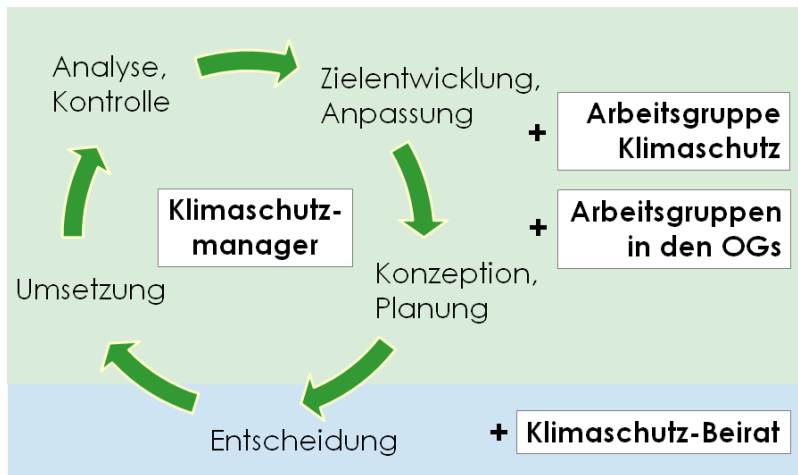 Analyse,
Kontrolle
Zielentwicklung,
Anpassung
+ Arbeitsgruppe
Klimaschutz
Klimaschutz-
manager
+ Arbeitsgruppen
in den OGs
Umsetzung
Konzeption,
Planung
Entscheidung
+ Klimaschutz-Beirat